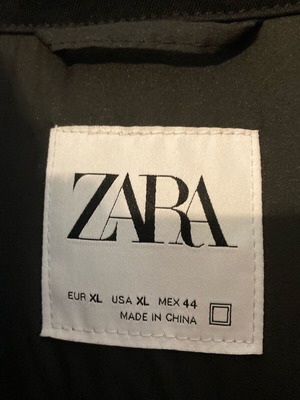 ZARA
EUR XL USA XL MEX 44
MADE IN CHINA